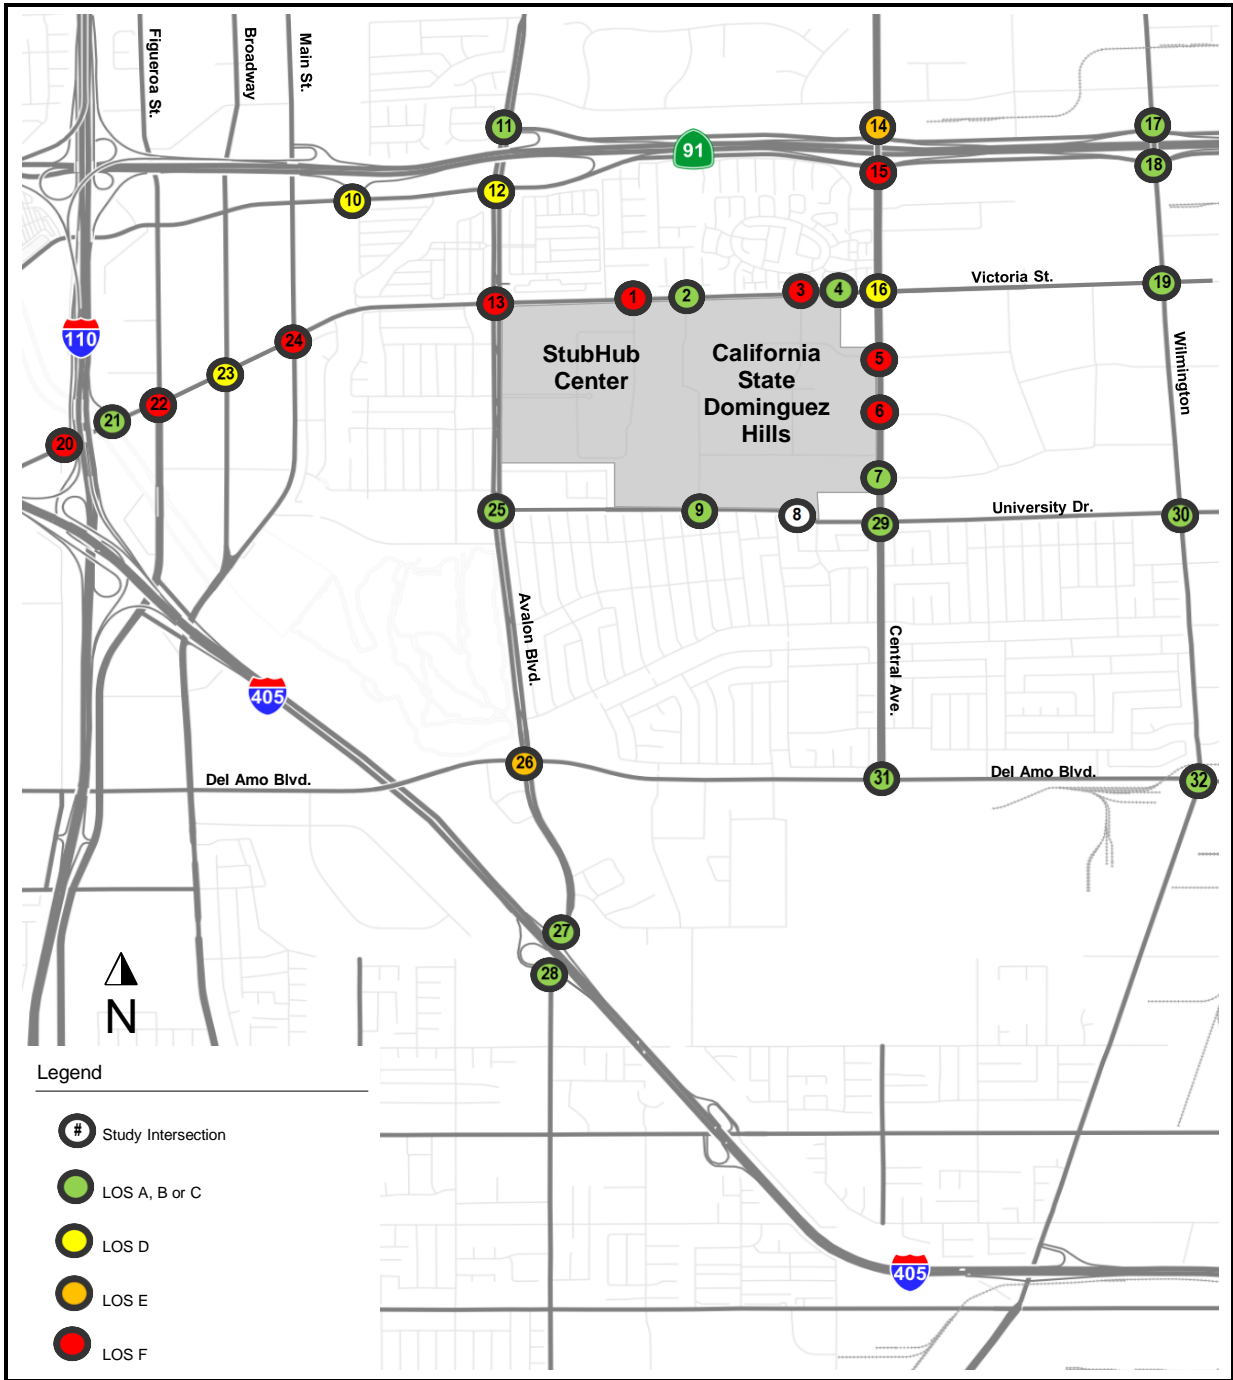 Figueroa St.
Broadway
Main St.
11
14
17
91
15
18
10
12
Victoria St.
13
1
2
3
4
16
19
110
24
StubHub
Center
California
State
Dominguez
Hills
5
Wilmington
23
22
21
6
20
7
25
9
8
29
University Dr.
30
Avalon Blvd.
Central Ave.
405
26
Del Amo Blvd.
31
Del Amo Blvd.
32
27
28
N
Legend
# Study Intersection
LOS A, B or C
LOS D
LOS E
LOS F
405